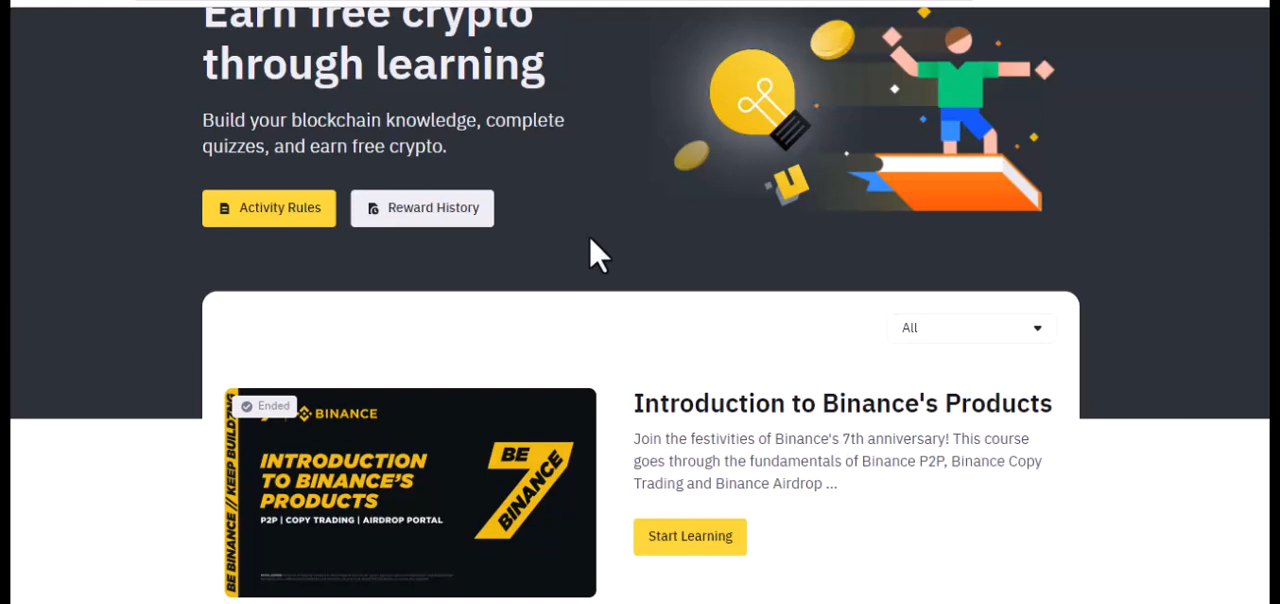 Earn free crypto
through learning
Build your blockchain knowledge, complete
quizzes, and earn free crypto.
Activity Rules
Reward History
All
Ended
BINANCE
BE BINANCE // KEEP BUILDING
INTRODUCTION
TO BINANCE'S
PRODUCTS
P2P | COPY TRADING | AIRDROP PORTAL
BE
BINANCE
Introduction to Binance's Products
Join the festivities of Binance's 7th anniversary! This course
goes through the fundamentals of Binance P2P, Binance Copy
Trading and Binance Airdrop ...
Start Learning